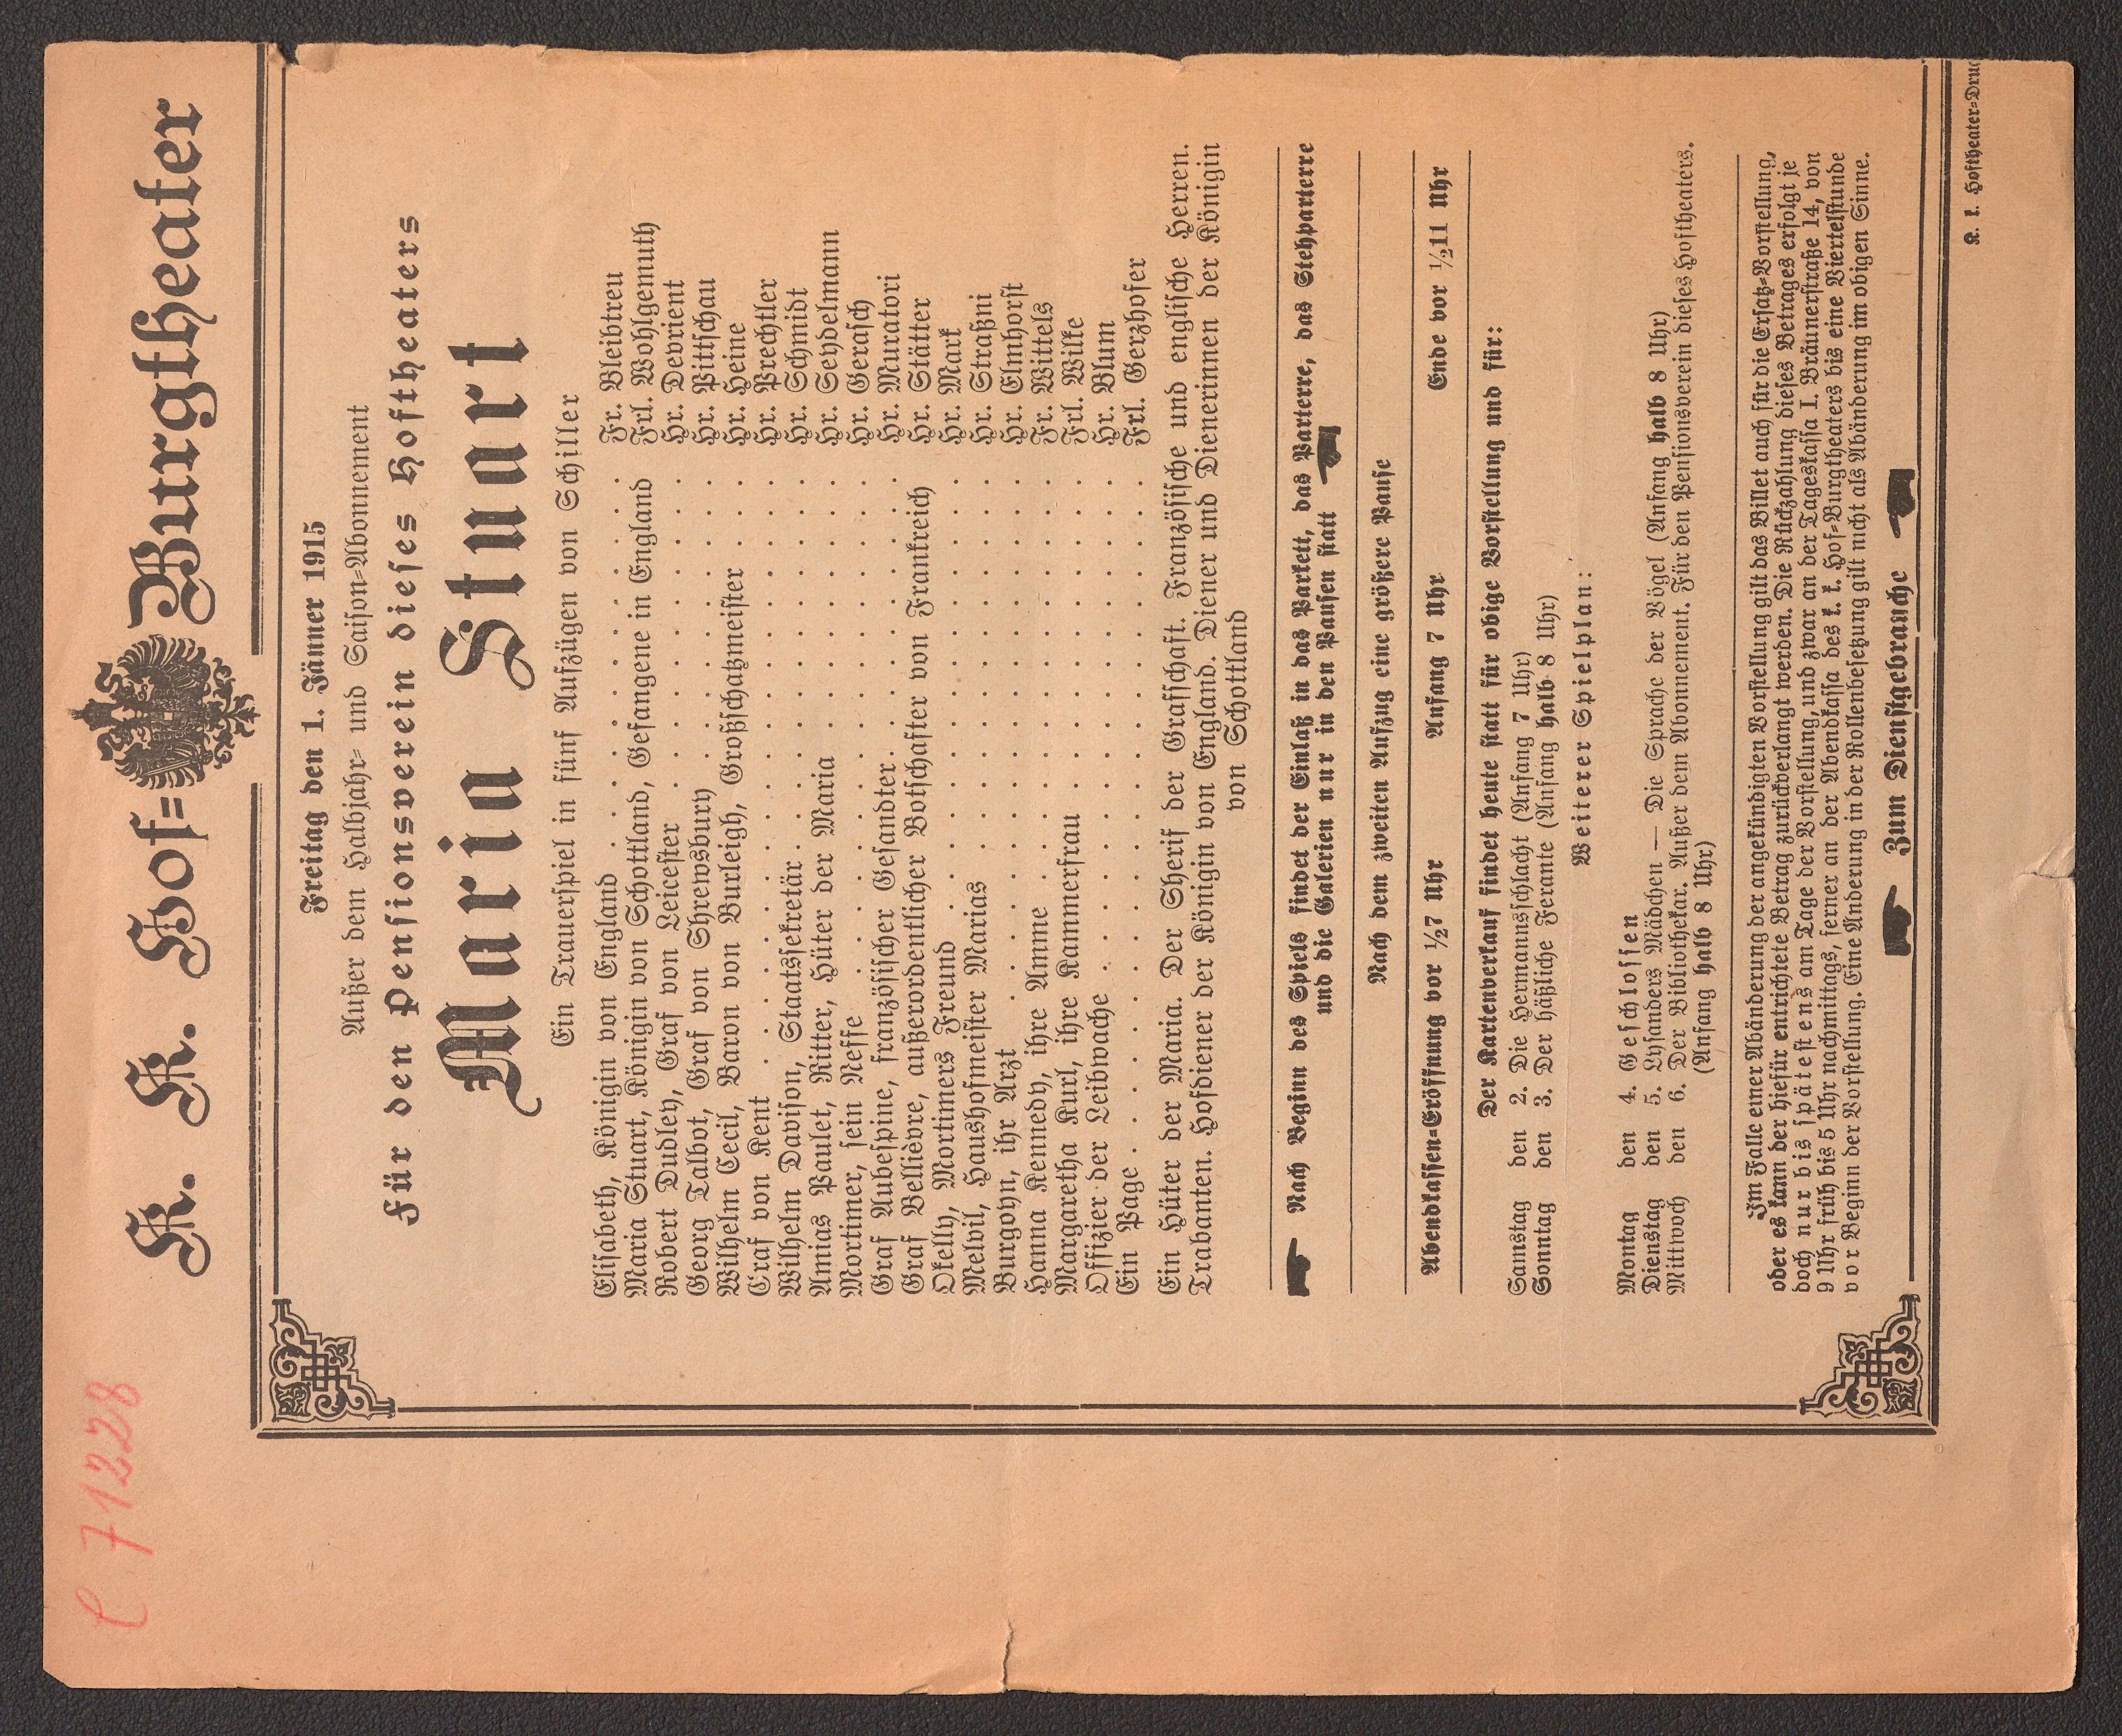 C 71228
K. K. Hof=Burgtheater
Freitag den 1. Jänner 1915
Außer dem Halbjahr= und Saison=Abonnement
Für den Pensionsverein dieses Hoftheaters
Maria Stuart
Ein Trauerspiel in fünf Aufzügen von Schiller
Elisabeth, Königin von England . . . . . . . . . Fr. Bleibtreu
Maria Stuart, Königin von Schottland, Gefangene in England Frl. Wohlgemuth
Robert Dudley, Graf von Leicester . . . . . . . . Hr. Devrient
Georg Talbot, Graf von Shrewsbury . . . . . . . . Hr. Pittschau
Wilhelm Cecil, Baron von Burleigh, Großschatzmeister . . . Hr. Heine
Graf von Kent . . . . . . . . . . . . . Hr. Prechtler
Wilhelm Davison, Staatssekretär . . . . . . . . . Hr. Schmidt
Amias Paulet, Ritter, Hüter der Maria . . . . . . . Hr. Seydelmann
Mortimer, sein Neffe . . . . . . . . . . . Hr. Gerasch
Graf Aubespine, französischer Gesandter . . . . . . . Hr. Muratori
Graf Bellièvre, außerordentlicher Botschafter von Frankreich Hr. Stätter
Okelly, Mortimers Freund . . . . . . . . . . Hr. Mark
Melvil, Haushofmeister Marias . . . . . . . . . Hr. Straßni
Burgoyn, ihr Arzt . . . . . . . . . . . . Hr. Elmhorst
Hanna Kennedy, ihre Amme . . . . . . . . . . Fr. Wittels
Margaretha Kurl, ihre Kammerfrau . . . . . . . . Frl. Wilke
Offizier der Leibwache . . . . . . . . . . . Hr. Blum
Ein Page . . . . . . . . . . . . . . . Frl. Gerzhofer
Ein Hüter der Maria. Der Sherif der Grafschaft. Französische und englische Herren.
Trabanten. Hofdiener der Königin von England. Diener und Dienerinnen der Königin
von Schottland
Nach Beginn des Spiels findet der Einlaß in das Parkett, das Parterre, das Stehparterre
und die Galerien nur in den Pausen statt
Nach dem zweiten Aufzug eine größere Pause
Abendkassen=Eröffnung vor ½7 Uhr Anfang 7 Uhr Ende vor ½11 Uhr
Der Kartenverkauf findet heute statt für obige Vorstellung und für:
Samstag den 2. Die Hermannsschlacht (Anfang 7 Uhr)
Sonntag den 3. Der häßliche Ferante (Anfang halb 8 Uhr)
Weiterer Spielplan:
Montag den 4. Geschlossen
Dienstag den 5. Lysanders Mädchen — Die Sprache der Vögel (Anfang halb 8 Uhr)
Mittwoch den 6. Der Bibliothekar. Außer dem Abonnement. Für den Pensionsverein dieses Hoftheaters.
(Anfang halb 8 Uhr)
Im Falle einer Abänderung der angekündigten Vorstellung gilt das Billet auch für die Ersatz=Vorstellung,
oder es kann der hiefür entrichtete Betrag zurückverlangt werden. Die Rückzahlung dieses Betrages erfolgt je
doch nur bis spätestens am Tage der Vorstellung, und zwar an der Tageskassa I. Bräunerstraße 14, von
9 Uhr früh bis 5 Uhr nachmittags, ferner an der Abendkassa des k. k. Hof=Burgtheaters bis eine Viertelstunde
vor Beginn der Vorstellung. Eine Änderung in der Rollenbesetzung gilt nicht als Abänderung im obigen Sinne.
Zum Dienstgebrauche
K. k. Hoftheater=Druc